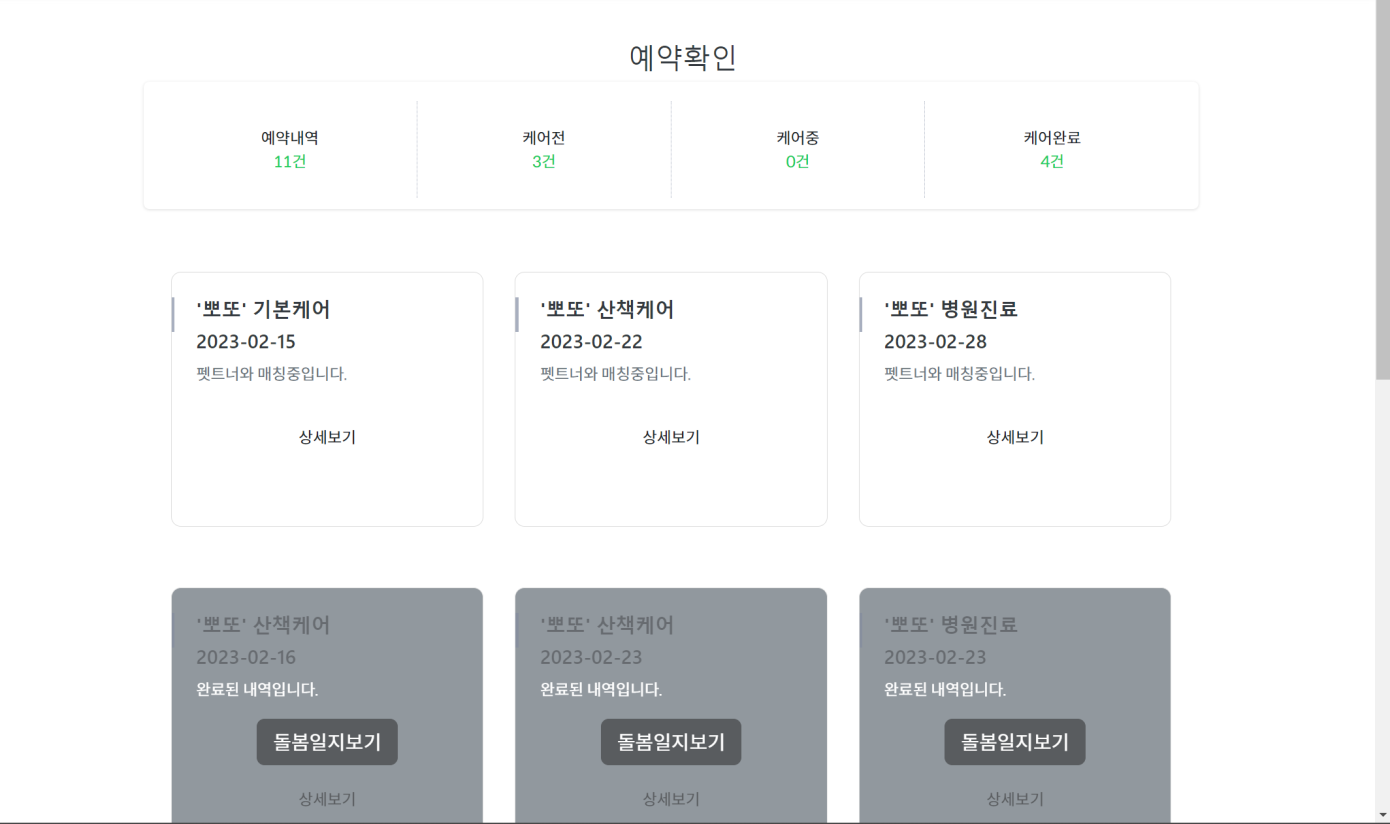 예약확인
예약내역
11건
케어전
3건
케어중
0건
케어완료
4건
'뽀또' 기본케어
2023-02-15
펫트너와 매칭중입니다.
상세보기
'뽀또' 산책케어
2023-02-22
펫트너와 매칭중입니다.
상세보기
'뽀또' 병원진료
2023-02-28
펫트너와 매칭중입니다.
상세보기
'뽀또' 산책케어
2023-02-16
완료된 내역입니다.
돌봄일지보기
상세보기
'뽀또' 산책케어
2023-02-23
완료된 내역입니다.
돌봄일지보기
상세보기
'뽀또' 병원진료
2023-02-23
완료된 내역입니다.
돌봄일지보기
상세보기